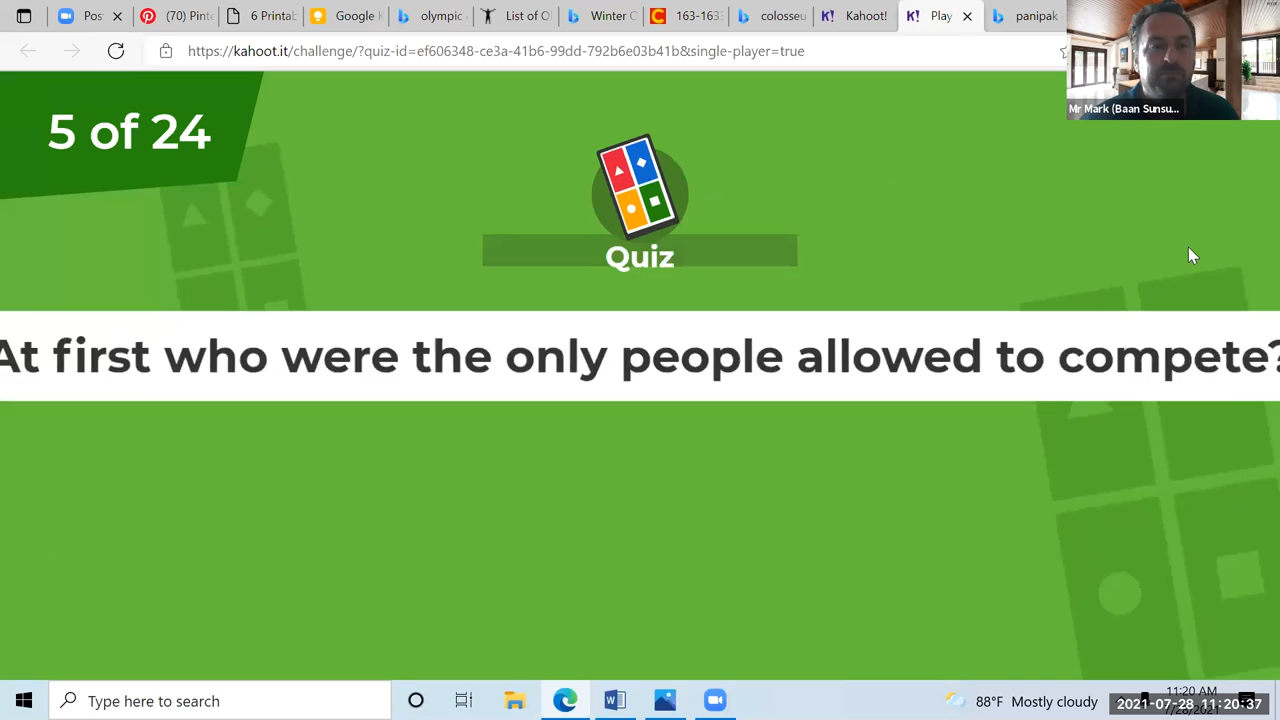 Pos
(70) Pin
6 Printab
Google K
olympic
List of O
Winter O
163-163
colosseu
Kahoot!
Play
panipak
https://kahoot.it/challenge/?quiz-id=ef606348-ce3a-41b6-99dd-792b6e03b41b&single-player=true
Mr Mark (Baan Sunsu...
5 of 24
Quiz
At first who were the only people allowed to compete?
Type here to search
88°F Mostly cloudy
11:20 AM
2021-07-28 11:20:37